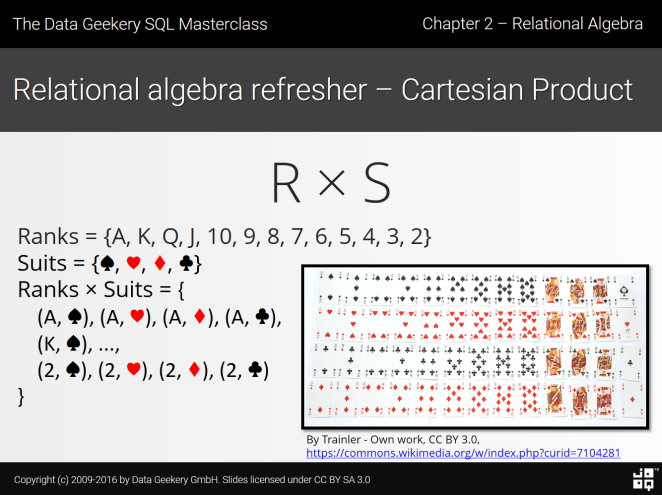 The Data Geekery SQL Masterclass
Chapter 2 – Relational Algebra
Relational algebra refresher – Cartesian Product
R × S
Ranks = {A, K, Q, J, 10, 9, 8, 7, 6, 5, 4, 3, 2}
Suits = {♠, ♥, ♦, ♣}
Ranks × Suits = {
(A, ♠), (A, ♥), (A, ♦), (A, ♣),
(K, ♠), ...,
(2, ♠), (2, ♥), (2, ♦), (2, ♣)
}
By Trainler - Own work, CC BY 3.0,
https://commons.wikimedia.org/w/index.php?curid=7104281
Copyright (c) 2009-2016 by Data Geekery GmbH. Slides licensed under CC BY SA 3.0